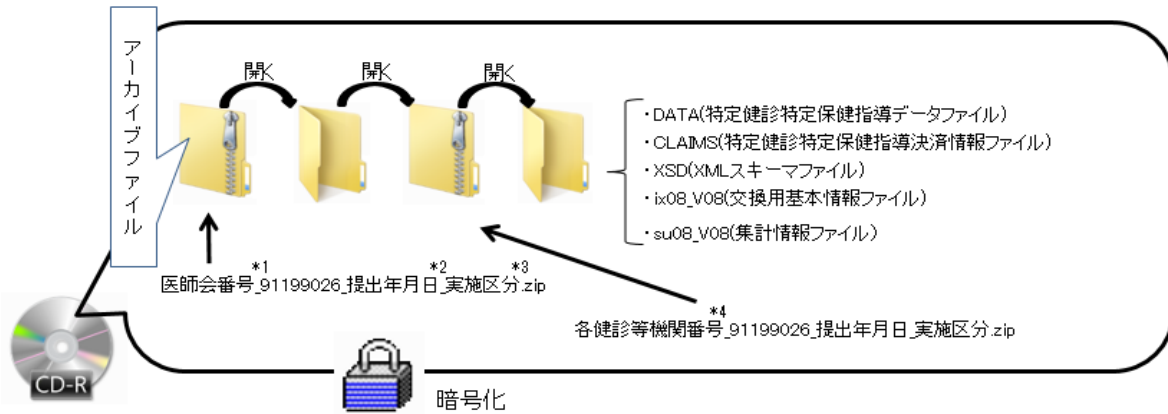 アーカイブファイル
開く 開く 開く
・DATA(特定健診特定保健指導データファイル)
・CLAIMS(特定健診特定保健指導決済情報ファイル)
・XSD(XMLスキーマファイル)
・ix08_V08(交換用基本情報ファイル)
・su08_V08(集計情報ファイル)
*1 *2 *3
医師会番号_91199026_提出年月日_実施区分.zip
*4
各健診等機関番号_91199026_提出年月日_実施区分.zip
CD-R
暗号化